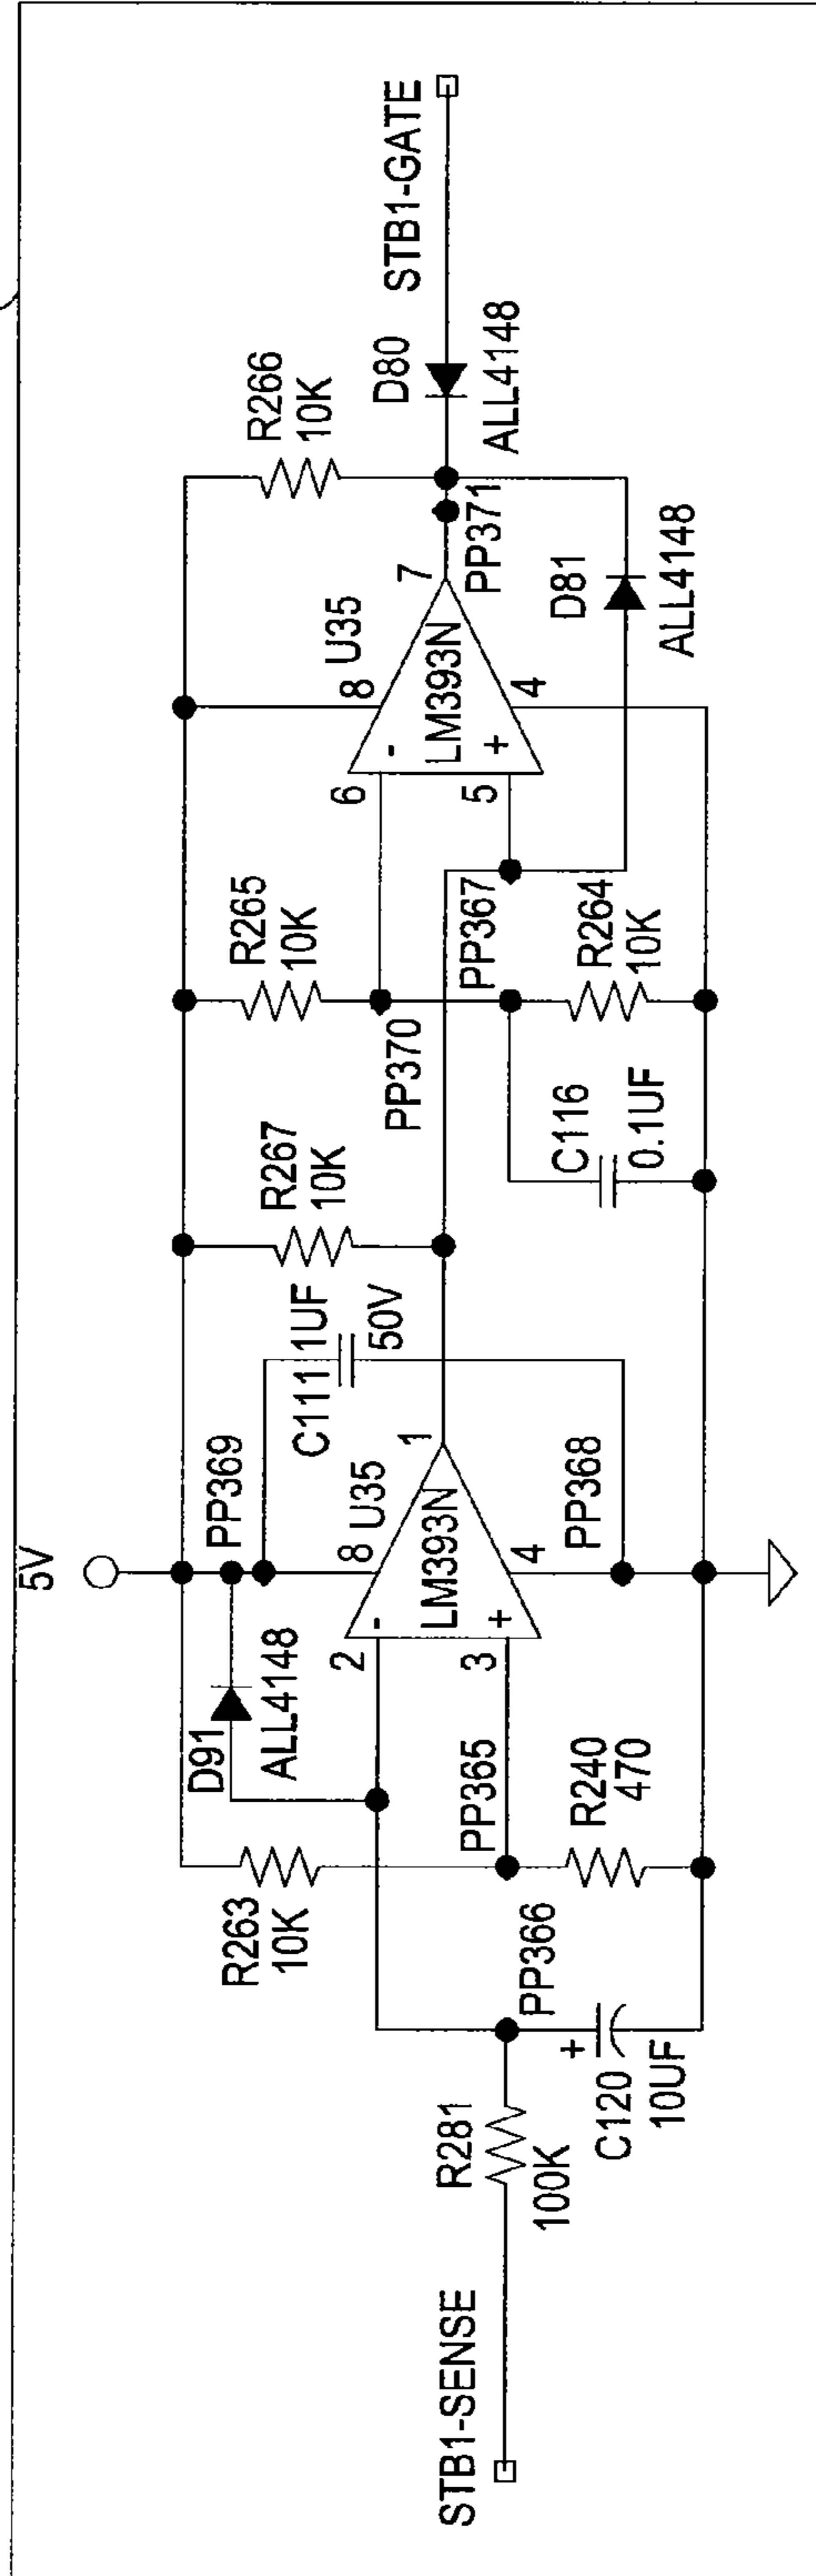 5V
STB1-SENSE
R281
100K
PP366
+
C120
10UF
R263
10K
PP365
R240
470
D91
ALL4148
2
3
-
+
LM393N
8
U35
4
1
PP369
PP368
C111 1UF
50V
R267
10K
C116
0.1UF
PP370
R265
10K
PP367
R264
10K
6
5
-
+
LM393N
8
U35
4
7
D81
ALL4148
PP371
R266
10K
D80
ALL4148
STB1-GATE